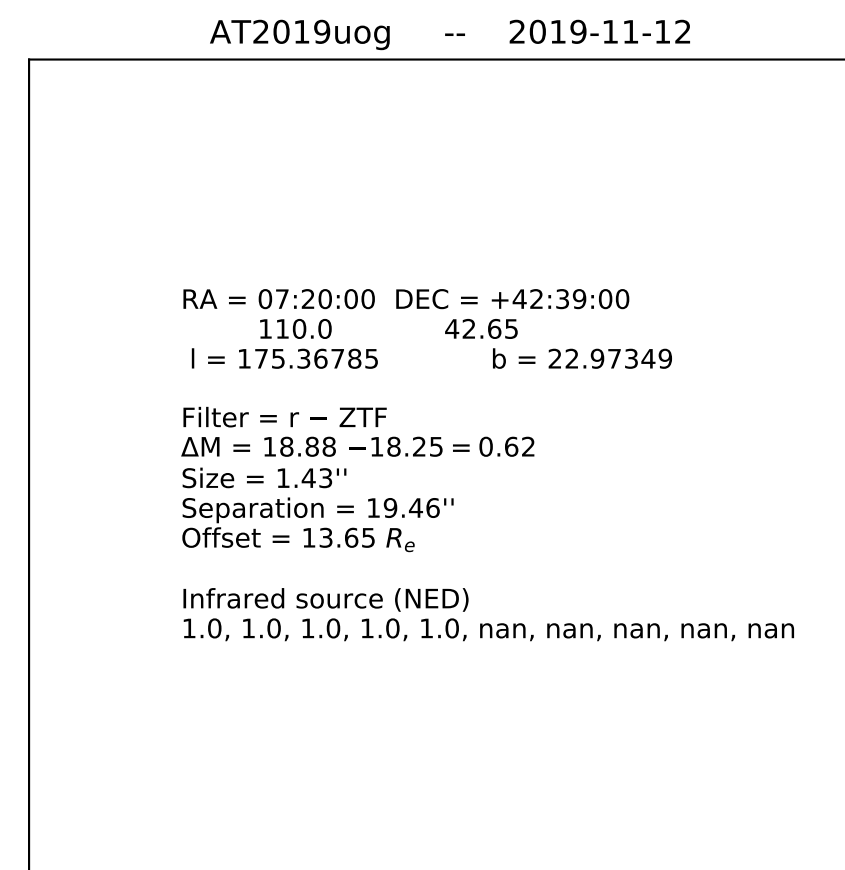 AT2019uog -- 2019-11-12
RA = 07:20:00 DEC = +42:39:00
110.0 42.65
l = 175.36785 b = 22.97349
Filter = r − ZTF
ΔM = 18.88 −18.25 = 0.62
Size = 1.43''
Separation = 19.46''
Offset = 13.65 Re
Infrared source (NED)
1.0, 1.0, 1.0, 1.0, 1.0, nan, nan, nan, nan, nan